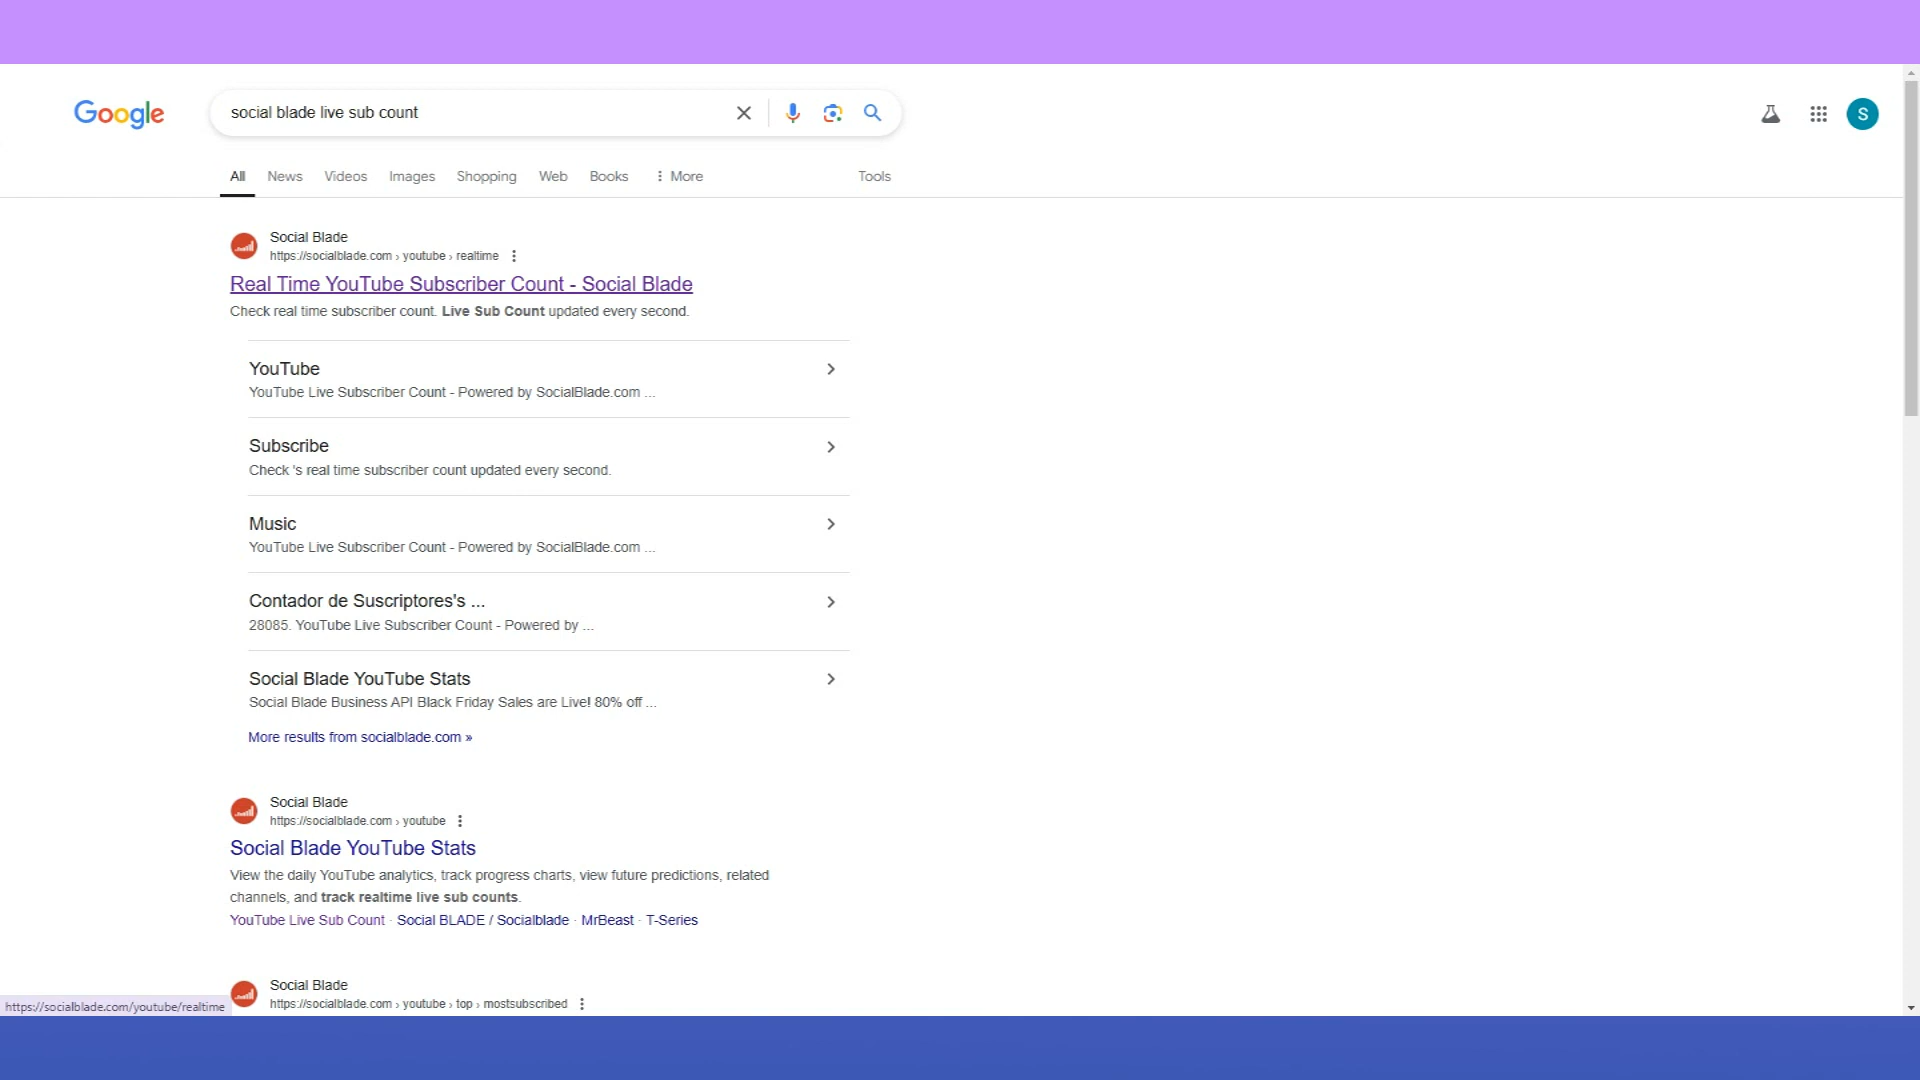 Google
social blade live sub count
S
All News Videos Images Shopping Web Books More Tools
Social Blade
https://socialblade.com › youtube › realtime
Real Time YouTube Subscriber Count - Social Blade
Check real time subscriber count. Live Sub Count updated every second.
YouTube
YouTube Live Subscriber Count - Powered by SocialBlade.com ...
Subscribe
Check 's real time subscriber count updated every second.
Music
YouTube Live Subscriber Count - Powered by SocialBlade.com ...
Contador de Suscriptores's ...
28085. YouTube Live Subscriber Count - Powered by ...
Social Blade YouTube Stats
Social Blade Business API Black Friday Sales are Live! 80% off ...
More results from socialblade.com »
Social Blade
https://socialblade.com › youtube
Social Blade YouTube Stats
View the daily YouTube analytics, track progress charts, view future predictions, related
channels, and track realtime live sub counts.
YouTube Live Sub Count · Social BLADE / Socialblade · MrBeast · T-Series
Social Blade
https://socialblade.com › youtube › top › mostsubscribed
https://socialblade.com/youtube/realtime